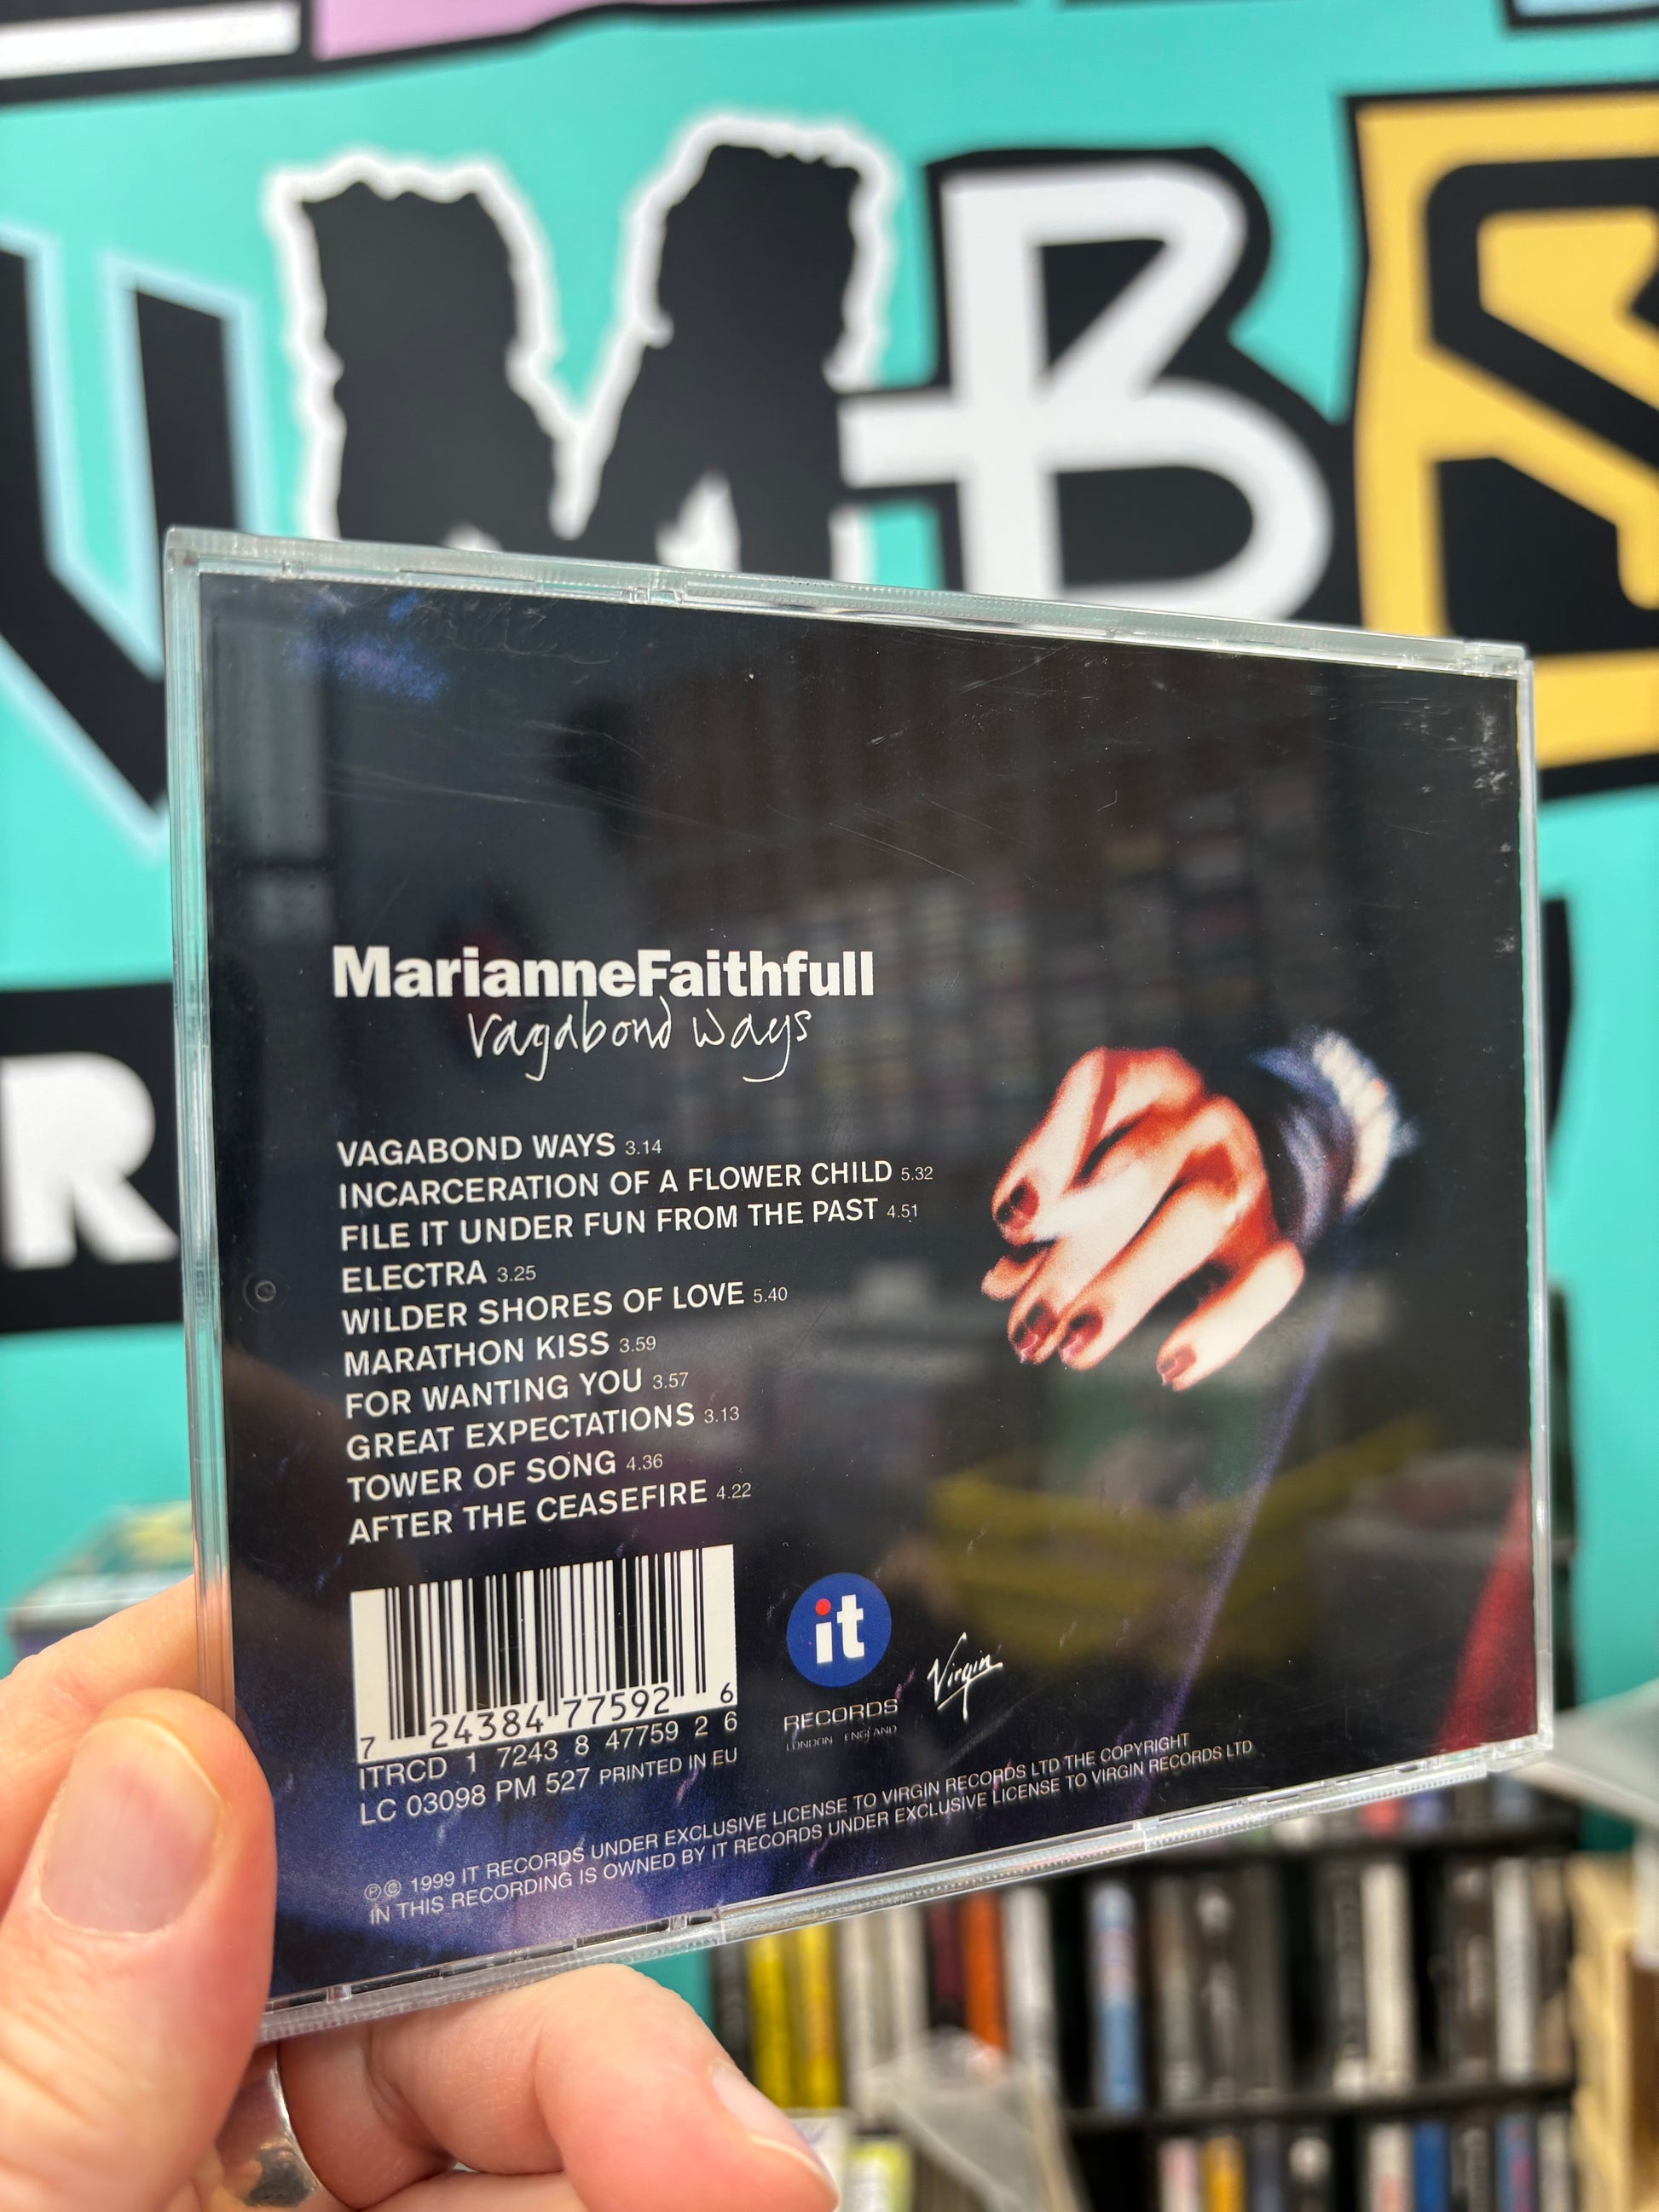 MBS
R
MarianneFaithfull
Vagabond Ways
VAGABOND WAYS 3.14
INCARCERATION OF A FLOWER CHILD 5.32
FILE IT UNDER FUN FROM THE PAST 4.51
ELECTRA 3.25
WILDER SHORES OF LOVE 5.40
MARATHON KISS 3.59
FOR WANTING YOU 3.57
GREAT EXPECTATIONS 3.13
TOWER OF SONG 4.36
AFTER THE CEASEFIRE 4.22
7 24384 77592 6
ITRCD 1 7243 8 47759 2 6
LC 03098 PM 527 PRINTED IN EU
it
RECORDS
LONDON ENGLAND
Virgin
℗© 1999 IT RECORDS UNDER EXCLUSIVE LICENSE TO VIRGIN RECORDS LTD THE COPYRIGHT
IN THIS RECORDING IS OWNED BY IT RECORDS UNDER EXCLUSIVE LICENSE TO VIRGIN RECORDS LTD